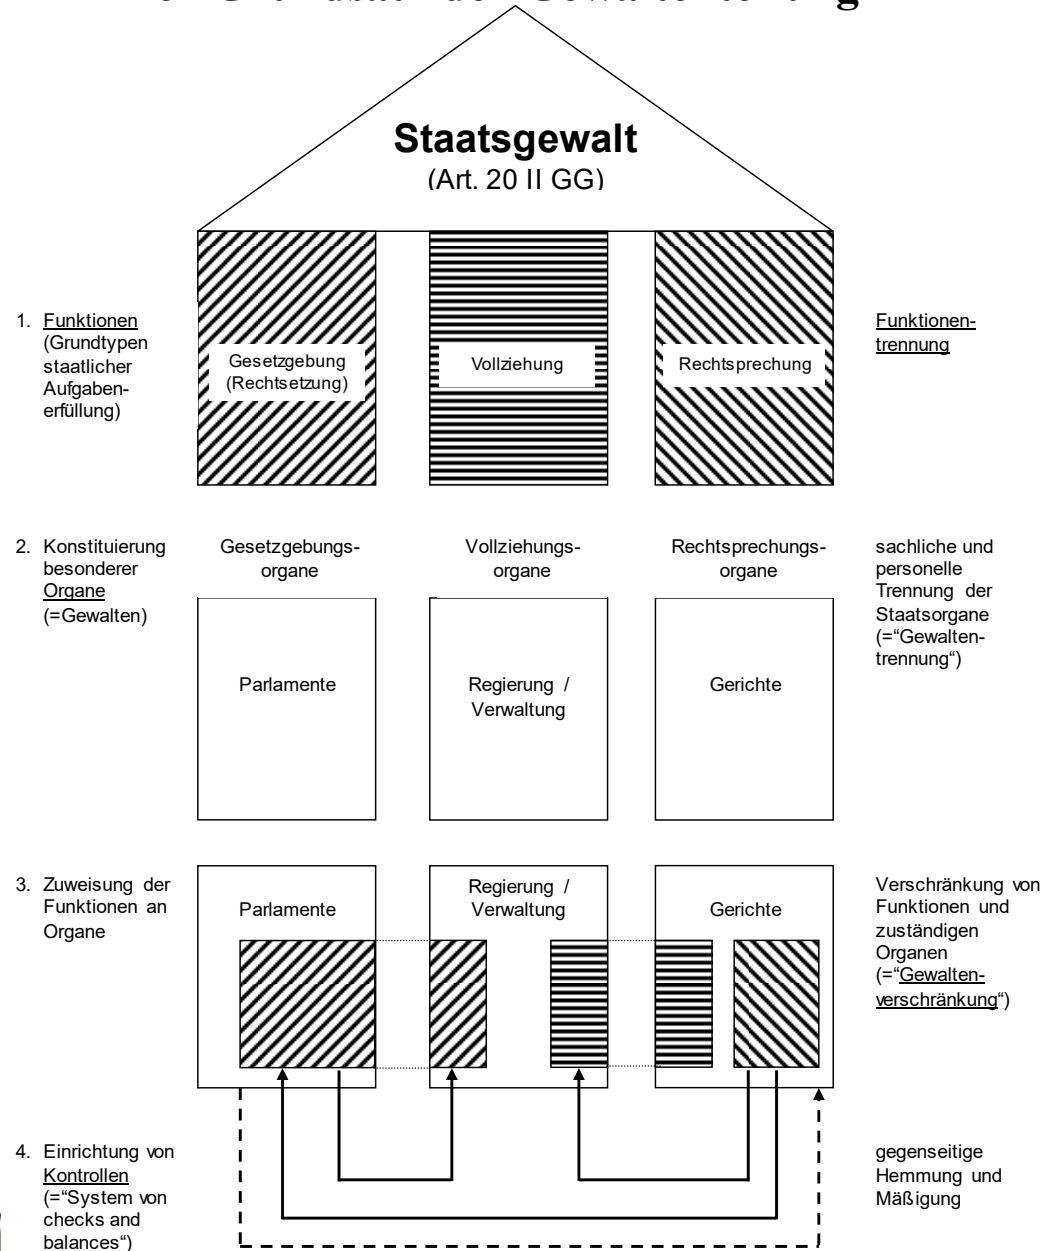 Staatsgewalt
(Art. 20 II GG)
1. Funktionen
(Grundtypen
staatlicher
Aufgaben-
erfüllung)
Gesetzgebung
(Rechtsetzung)
Vollziehung
Rechtsprechung
Funktionen-
trennung
2. Konstituierung
besonderer
Organe
(=Gewalten)
Gesetzgebungs-
organe
Vollziehungs-
organe
Rechtsprechungs-
organe
sachliche und
personelle
Trennung der
Staatsorgane
(=“Gewalten-
trennung“)
Parlamente
Regierung /
Verwaltung
Gerichte
3. Zuweisung der
Funktionen an
Organe
Parlamente
Regierung /
Verwaltung
Gerichte
Verschränkung von
Funktionen und
zuständigen
Organen
(=“Gewalten-
verschränkung“)
4. Einrichtung von
Kontrollen
(=“System von
checks and
balances“)
gegenseitige
Hemmung und
Mäßigung